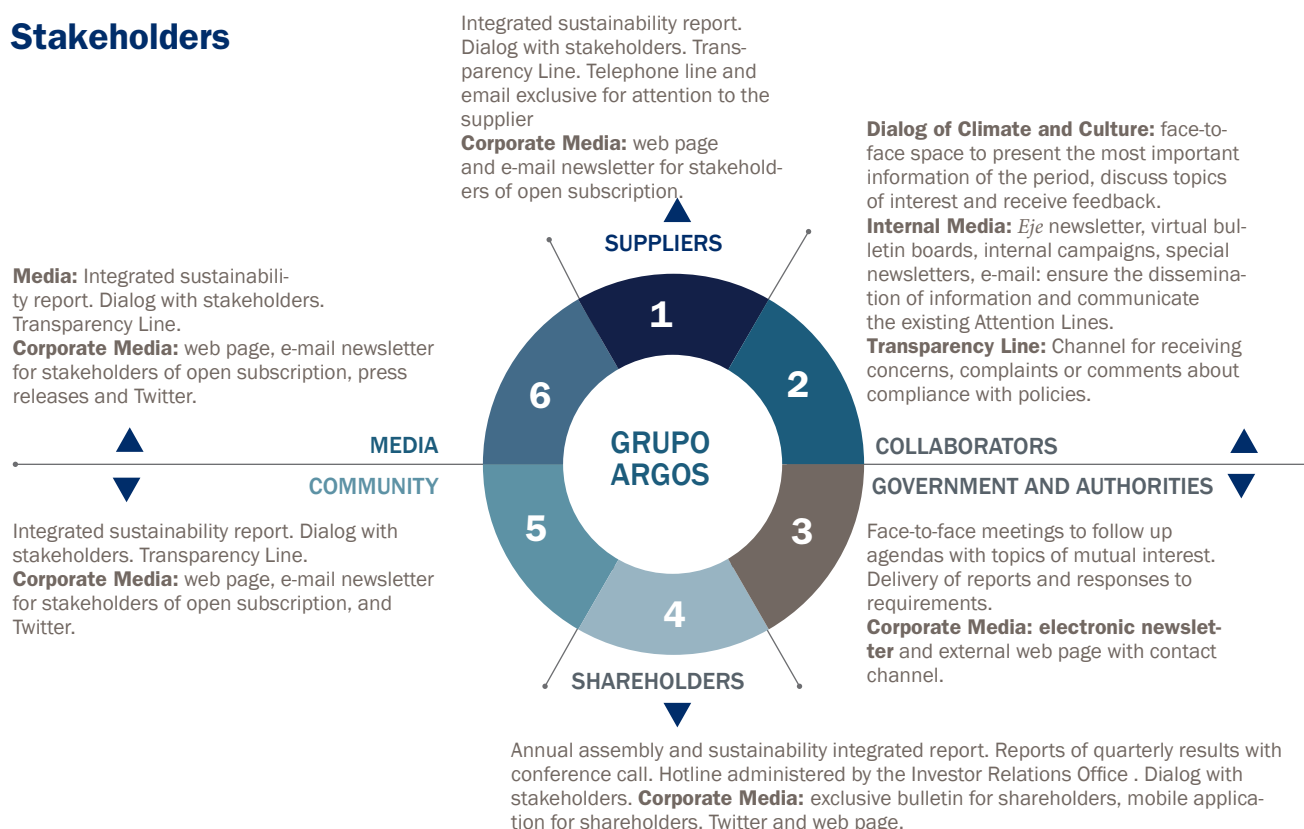 Stakeholders
Integrated sustainability report.
Dialog with stakeholders. Trans-
parency Line. Telephone line and
email exclusive for attention to the
supplier
Corporate Media: web page
and e-mail newsletter for stakehold-
ers of open subscription.
SUPPLIERS
1
Dialog of Climate and Culture: face-to-
face space to present the most important
information of the period, discuss topics
of interest and receive feedback.
Internal Media: Eje newsletter, virtual bul-
letin boards, internal campaigns, special
newsletters, e-mail: ensure the dissemina-
tion of information and communicate
the existing Attention Lines.
Transparency Line: Channel for receiving
concerns, complaints or comments about
compliance with policies.
2
COLLABORATORS
Media: Integrated sustainabili-
ty report. Dialog with stakeholders.
Transparency Line.
Corporate Media: web page, e-mail newsletter
for stakeholders of open subscription, press
releases and Twitter.
6
MEDIA
GRUPO
ARGOS
COMMUNITY
5
Integrated sustainability report. Dialog with
stakeholders. Transparency Line.
Corporate Media: web page, e-mail newsletter
for stakeholders of open subscription, and
Twitter.
GOVERNMENT AND AUTHORITIES
3
Face-to-face meetings to follow up
agendas with topics of mutual interest.
Delivery of reports and responses to
requirements.
Corporate Media: electronic newslet-
ter and external web page with contact
channel.
4
SHAREHOLDERS
Annual assembly and sustainability integrated report. Reports of quarterly results with
conference call. Hotline administered by the Investor Relations Office . Dialog with
stakeholders. Corporate Media: exclusive bulletin for shareholders, mobile applica-
tion for shareholders. Twitter and web page.